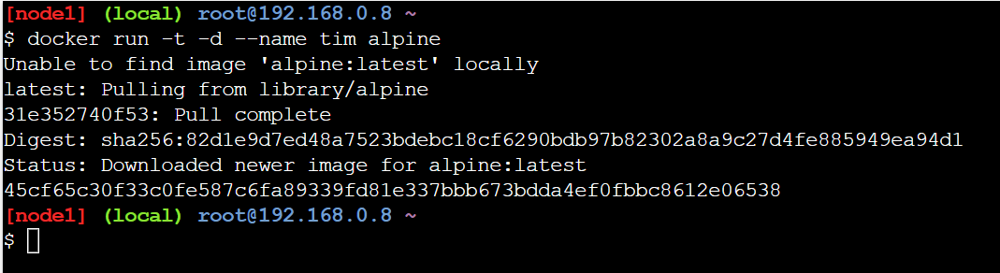 [node1] (local) root@192.168.0.8 ~
$ docker run -t -d --name tim alpine
Unable to find image 'alpine:latest' locally
latest: Pulling from library/alpine
31e352740f53: Pull complete
Digest: sha256:82d1e9d7ed48a7523bdebc18cf6290bdb97b82302a8a9c27d4fe885949ea94d1
Status: Downloaded newer image for alpine:latest
45cf65c30f33c0fe587c6fa89339fd81e337bbb673bdda4ef0fbbc8612e06538
[node1] (local) root@192.168.0.8 ~
$